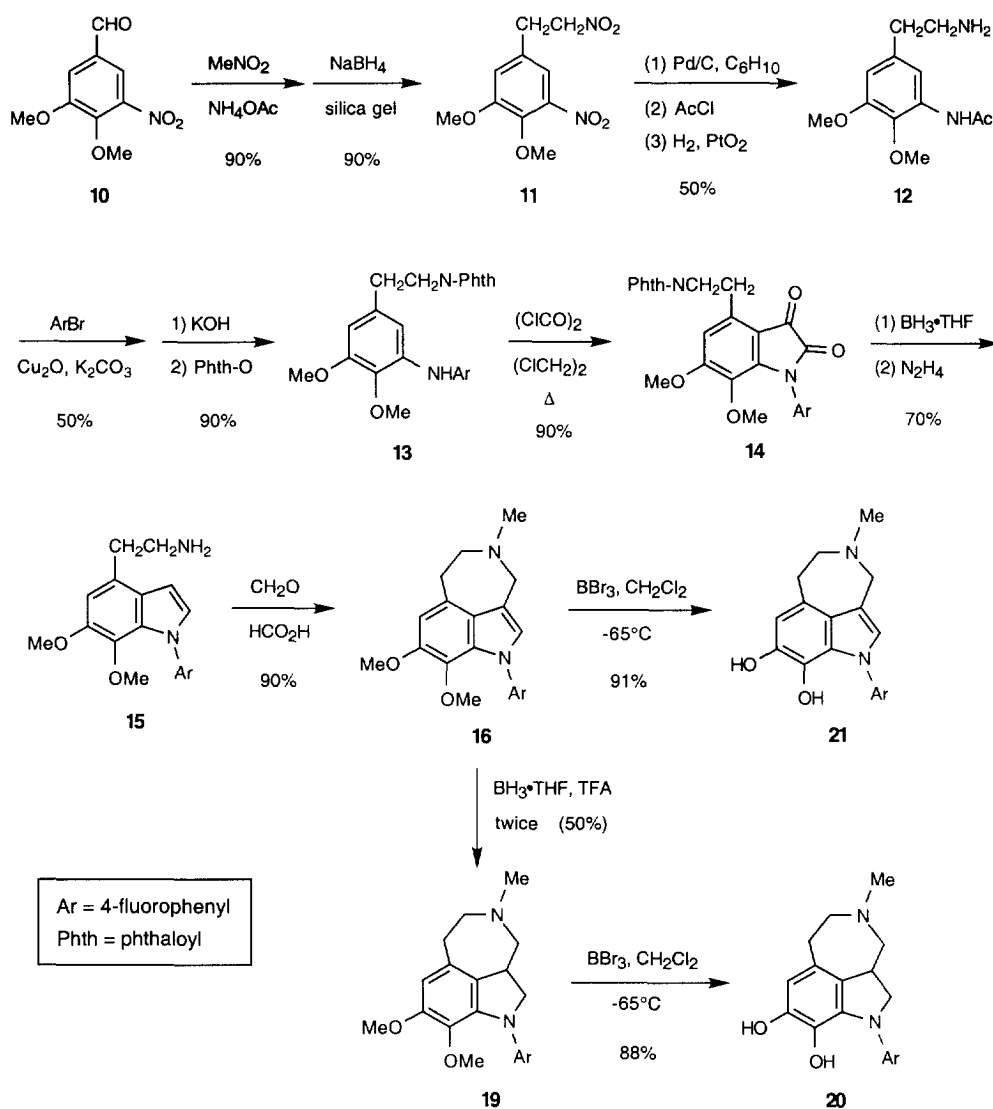 CHO
MeO
OMe
NO2
10
MeNO2
NH4OAc
90%
NaBH4
silica gel
90%
CH2CH2NO2
MeO
OMe
NO2
11
(1) Pd/C, C6H10
(2) AcCl
(3) H2, PtO2
50%
CH2CH2NH2
MeO
OMe
NHAc
12
ArBr
Cu2O, K2CO3
50%
1) KOH
2) Phth-O
90%
CH2CH2N-Phth
MeO
OMe
NHAr
13
(ClCO)2
(ClCH2)2
Δ
90%
Phth-NCH2CH2
O
O
MeO
OMe
N
Ar
14
(1) BH3•THF
(2) N2H4
70%
CH2CH2NH2
MeO
OMe
N
Ar
15
CH2O
HCO2H
90%
Me
N
MeO
OMe
N
Ar
16
BBr3, CH2Cl2
-65°C
91%
Me
N
HO
OH
N
Ar
21
BH3•THF, TFA
twice (50%)
Ar = 4-fluorophenyl
Phth = phthaloyl
Me
N
MeO
OMe
N
Ar
19
BBr3, CH2Cl2
-65°C
88%
Me
N
HO
OH
N
Ar
20